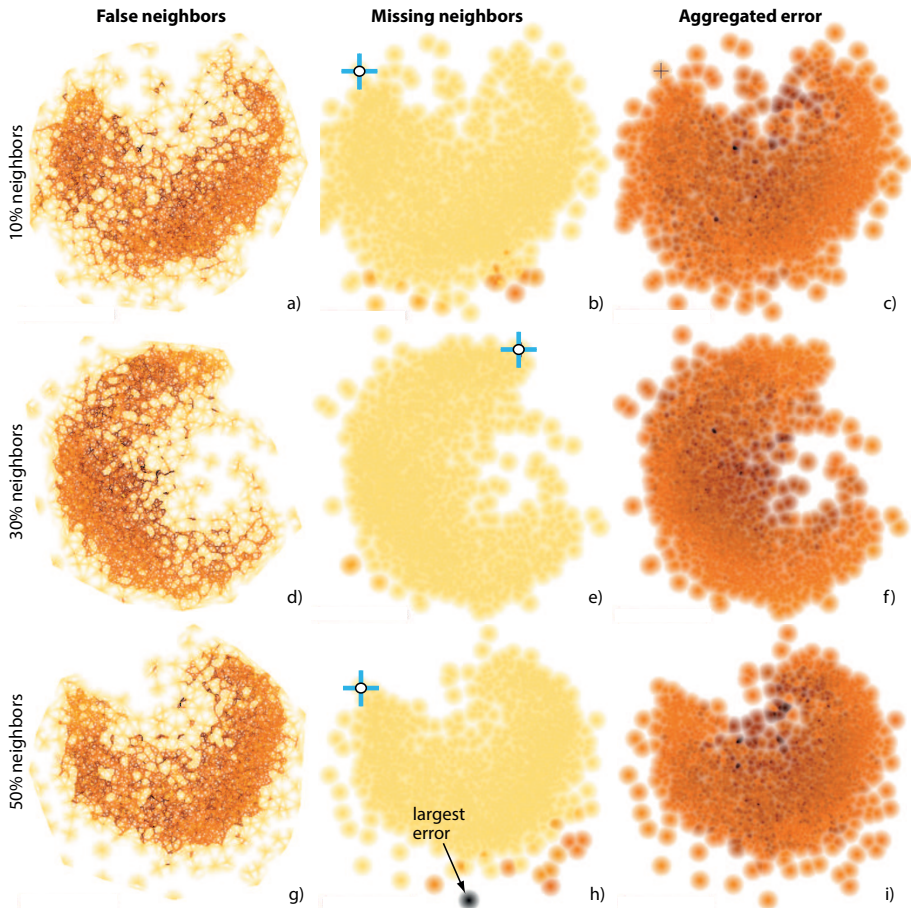 False neighbors
Missing neighbors
Aggregated error
10% neighbors
a)
b)
c)
30% neighbors
d)
e)
f)
50% neighbors
largest
error
g)
h)
i)